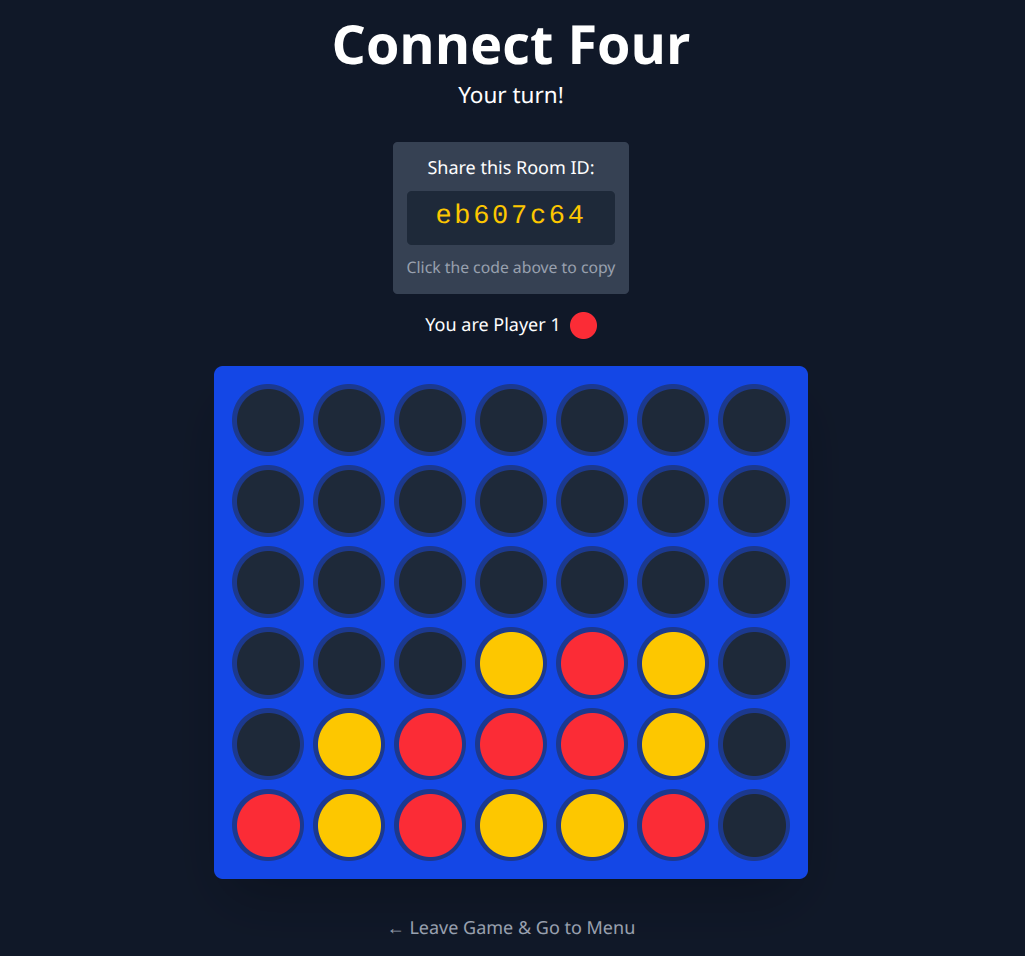 Connect Four
Your turn!
Share this Room ID:
eb607c64
Click the code above to copy
You are Player 1
← Leave Game & Go to Menu